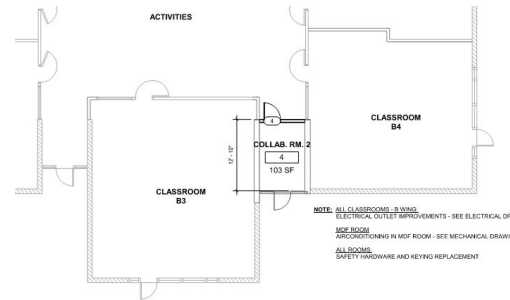 ACTIVITIES
4
COLLAB. RM. 2
4
103 SF
12' - 10"
CLASSROOM
B4
CLASSROOM
B3
NOTE: ALL CLASSROOMS - B WING:
ELECTRICAL OUTLET IMPROVEMENTS - SEE ELECTRICAL DR
MDF ROOM
AIRCONDITIONING IN MDF ROOM - SEE MECHANICAL DRAWI
ALL ROOMS:
SAFETY HARDWARE AND KEYING REPLACEMENT